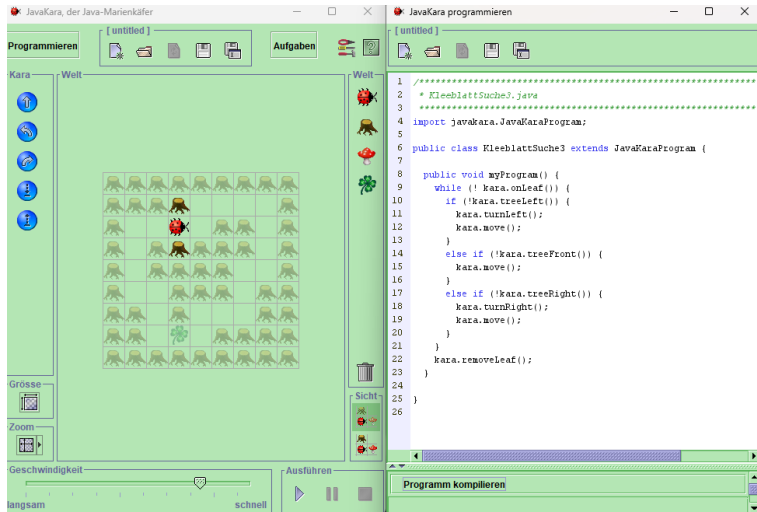 JavaKara, der Java-Marienkäfer
Programmieren
[ untitled ]
Aufgaben
Kara
Welt
Welt
Grösse
Zoom
Sicht
Geschwindigkeit
langsam
schnell
Ausführen
JavaKara programmieren
[ untitled ]
1 /*********************************************************
2 * KleeblattSuche3.java
3 *********************************************************
4 import javakara.JavaKaraProgram;
5
6 public class KleeblattSuche3 extends JavaKaraProgram {
7
8 public void myProgram() {
9 while (! kara.onLeaf()) {
10 if (!kara.treeLeft()) {
11 kara.turnLeft();
12 kara.move();
13 }
14 else if (!kara.treeFront()) {
15 kara.move();
16 }
17 else if (!kara.treeRight()) {
18 kara.turnRight();
19 kara.move();
20 }
21 }
22 kara.removeLeaf();
23 }
24
25 }
26
Programm kompilieren